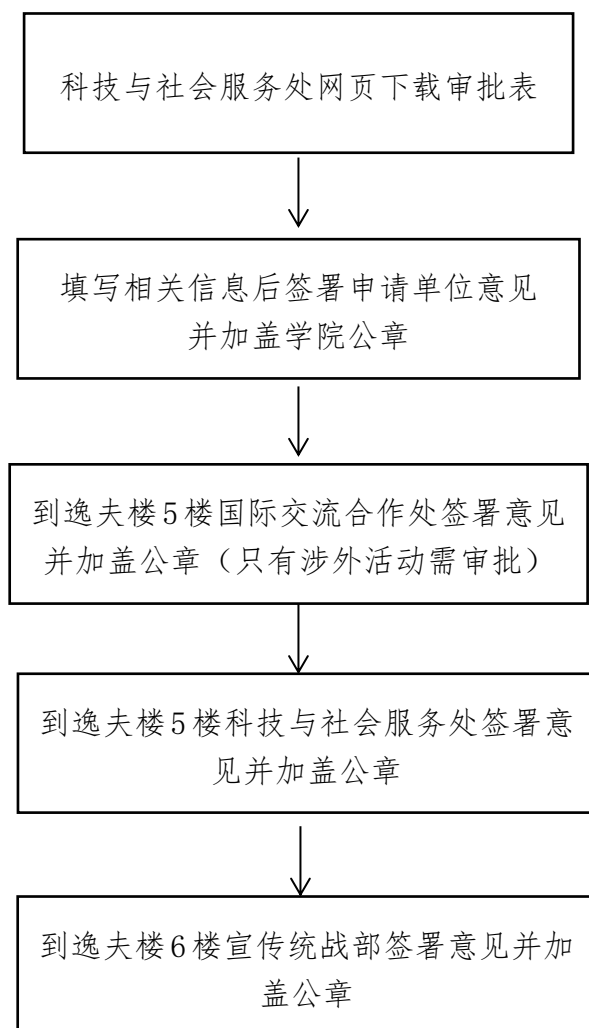 科技与社会服务处网页下载审批表
填写相关信息后签署申请单位意见
并加盖学院公章
到逸夫楼5楼国际交流合作处签署意见
并加盖公章（只有涉外活动需审批）
到逸夫楼5楼科技与社会服务处签署意
见并加盖公章
到逸夫楼6楼宣传统战部签署意见并加
盖公章